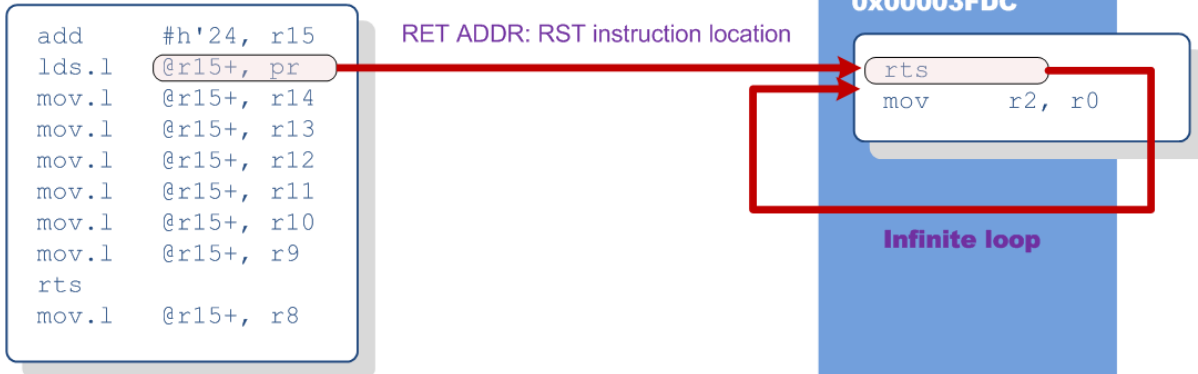 add #h'24, r15
lds.l @r15+, pr
mov.l @r15+, r14
mov.l @r15+, r13
mov.l @r15+, r12
mov.l @r15+, r11
mov.l @r15+, r10
mov.l @r15+, r9
rts
mov.l @r15+, r8
RET ADDR: RST instruction location
0x00003FDC
rts
mov r2, r0
Infinite loop